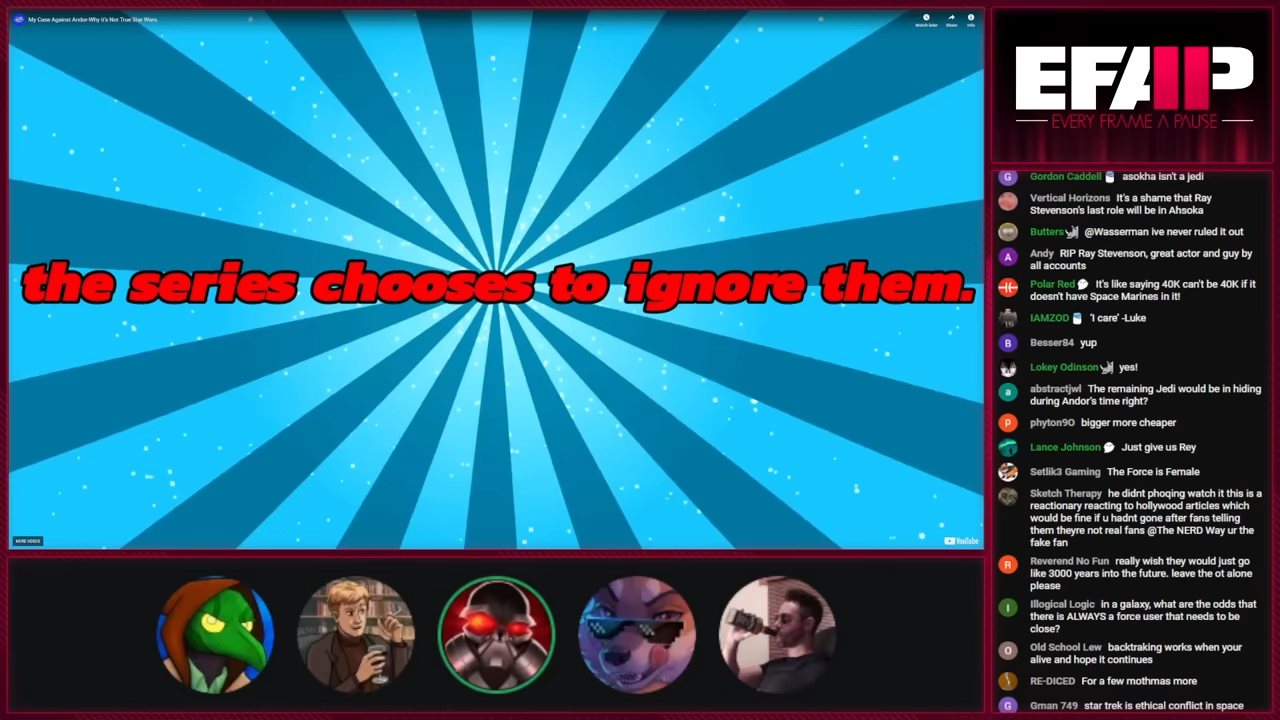 My Case Against Andor-Why it's Not True Star Wars.
Watch later
Share
Info
the series chooses to ignore them.
MORE VIDEOS
YouTube
EFAP
EVERY FRAME A PAUSE
Gordon Caddell asokha isn't a jedi
Vertical Horizons It's a shame that Ray
Stevenson's last role will be in Ahsoka
Butters @Wasserman ive never ruled it out
Andy RIP Ray Stevenson, great actor and guy by
all accounts
Polar Red It's like saying 40K can't be 40K if it
doesn't have Space Marines in it!
IAMZOD 'I care' -Luke
Besser84 yup
Lokey Odinson yes!
abstractjwl The remaining Jedi would be in hiding
during Andor's time right?
phyton90 bigger more cheaper
Lance Johnson Just give us Rey
Setlik3 Gaming The Force is Female
Sketch Therapy he didnt phoqing watch it this is a
reactionary reacting to hollywood articles which
would be fine if u hadnt gone after fans telling
them theyre not real fans @The NERD Way ur the
fake fan
Reverend No Fun really wish they would just go
like 3000 years into the future. leave the ot alone
please
Illogical Logic in a galaxy, what are the odds that
there is ALWAYS a force user that needs to be
close?
Old School Lew backtraking works when your
alive and hope it continues
RE-DICED For a few mothmas more
Gman 749 star trek is ethical conflict in space